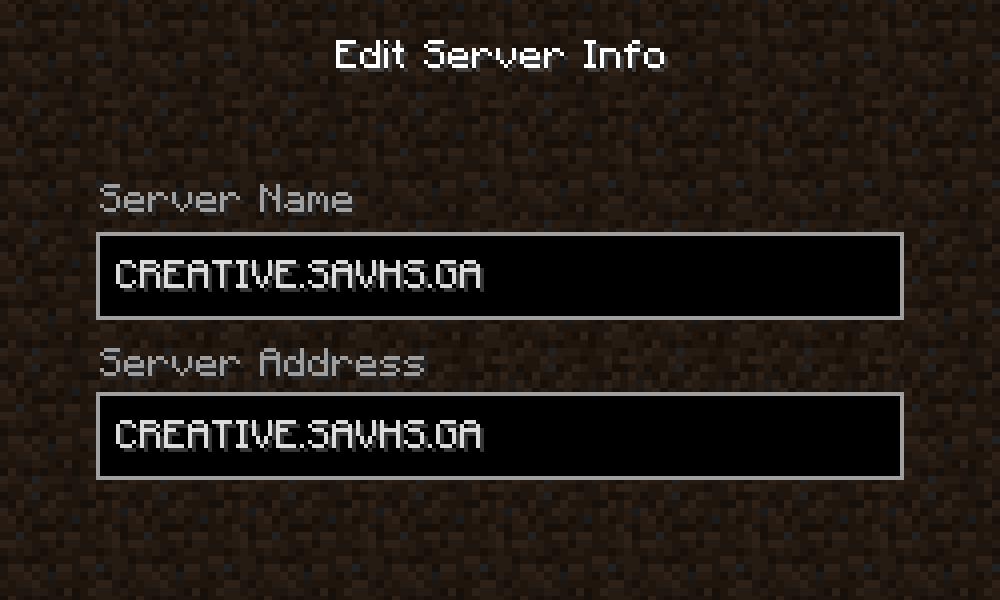 Edit Server Info
Server Name
CREATIVE.SAVHS.GA
Server Address
CREATIVE.SAVHS.GA